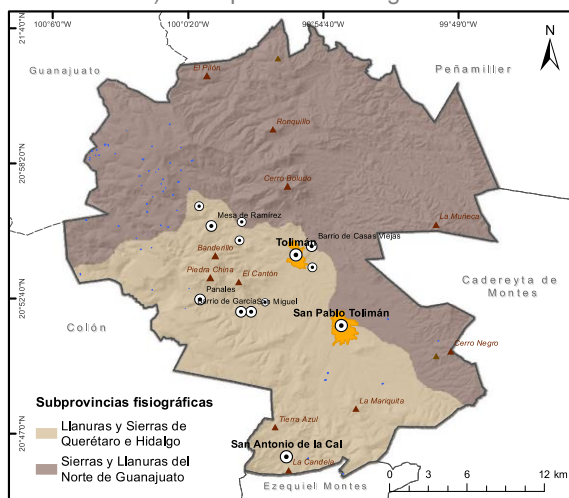 100°6'0"W
100°0'20"W
99°54'40"W
99°49'0"W
21°4'0"N
N
Guanajuato
El Pilón
Peñamiller
Ronquillo
20°58'20"N
Cerro Boludo
Mesa de Ramírez
La Muñeca
Barrio de Casas Viejas
Tolimán
Banderillo
Piedra China
El Cantón
Cadereyta
de Montes
Panales
20°52'40"N
Barrio de García
San Miguel
San Pablo Tolimán
Colón
Cerro Negro
Subprovincias fisiográficas
La Mariquita
Llanuras y Sierras de
Querétaro e Hidalgo
Tierra Azul
20°47'0"N
San Antonio de la Cal
Sierras y Llanuras del
Norte de Guanajuato
La Candela
0 3 6 12 km
Ezequiel Montes